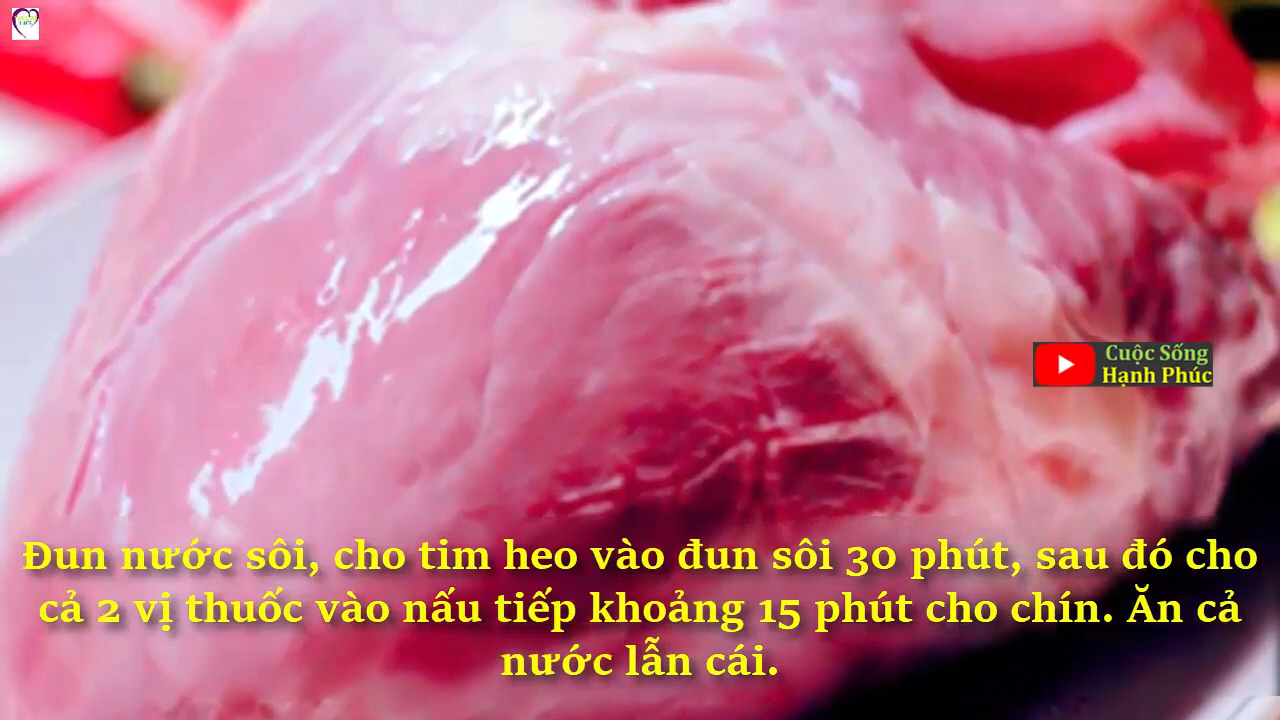 Cuộc Sống
Hạnh Phúc
Đun nước sôi, cho tim heo vào đun sôi 30 phút, sau đó cho
cả 2 vị thuốc vào nấu tiếp khoảng 15 phút cho chín. Ăn cả
nước lẫn cái.